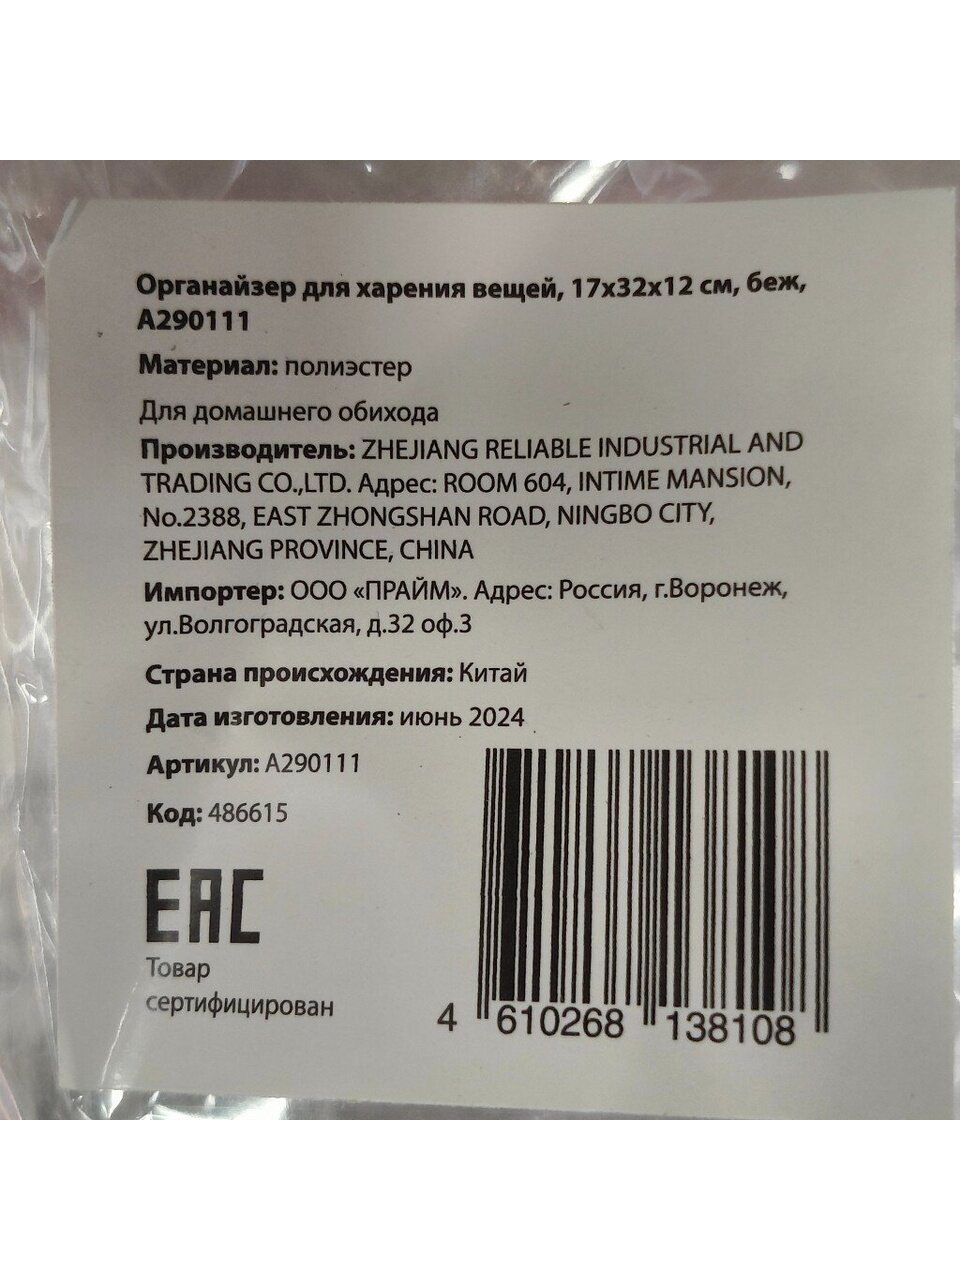 Органайзер для харения вещей, 17х32х12 см, беж,
А290111
Материал: полиэстер
Для домашнего обихода
Производитель: ZHEJIANG RELIABLE INDUSTRIAL AND
TRADING CO.,LTD. Адрес: ROOM 604, INTIME MANSION,
No.2388, EAST ZHONGSHAN ROAD, NINGBO CITY,
ZHEJIANG PROVINCE, CHINA
Импортер: ООО «ПРАЙМ». Адрес: Россия, г.Воронеж,
ул.Волгоградская, д.32 оф.3
Страна происхождения: Китай
Дата изготовления: июнь 2024
Артикул: А290111
Код: 486615
EAC
Товар
сертифицирован
4 610268 138108